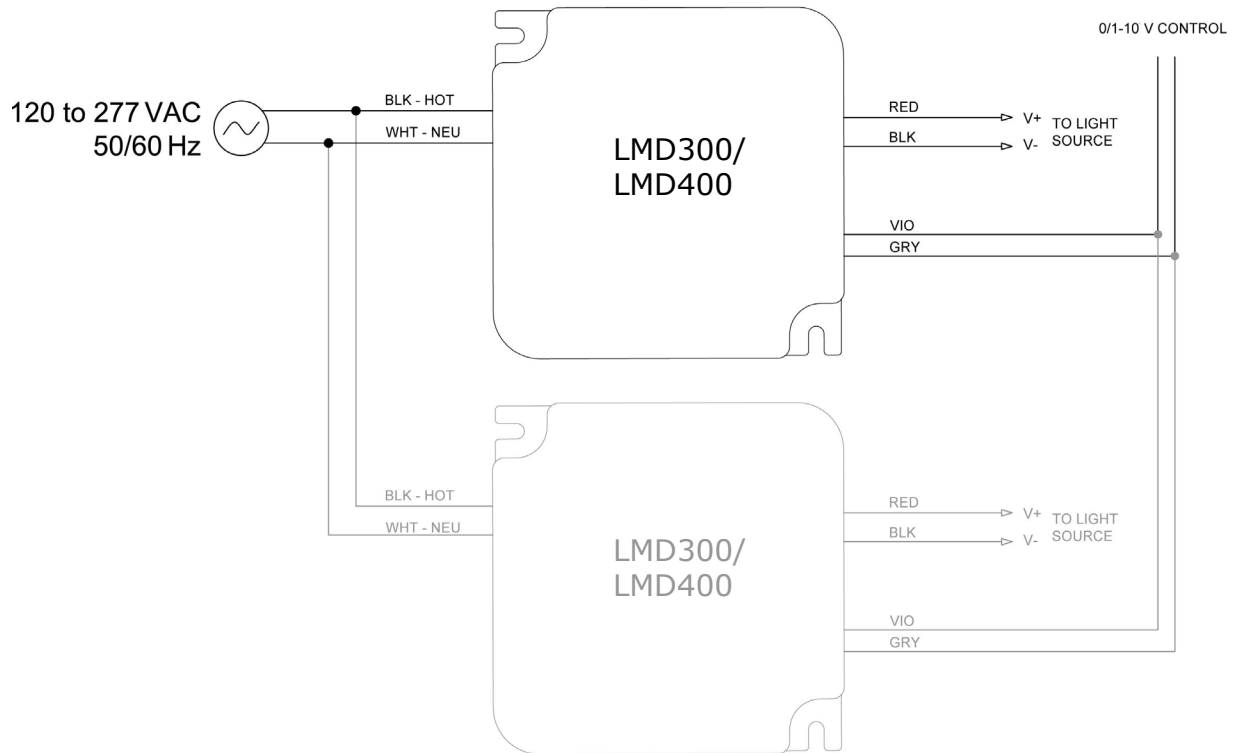 0/1-10 V CONTROL
120 to 277 VAC
50/60 Hz
BLK - HOT
WHT - NEU
LMD300/
LMD400
RED
BLK
V+
V-
TO LIGHT
SOURCE
VIO
GRY
BLK - HOT
WHT - NEU
LMD300/
LMD400
RED
BLK
V+
V-
TO LIGHT
SOURCE
VIO
GRY